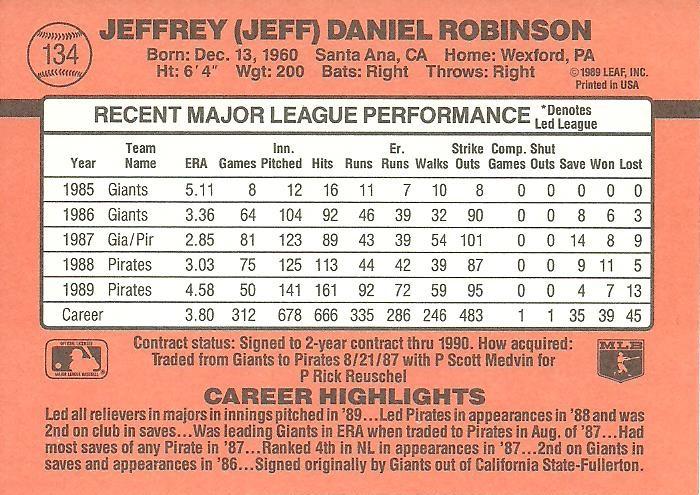 134
JEFFREY (JEFF) DANIEL ROBINSON
Born: Dec. 13, 1960 Santa Ana, CA Home: Wexford, PA
Ht: 6'4" Wgt: 200 Bats: Right Throws: Right
©1989 LEAF, INC.
Printed in USA
RECENT MAJOR LEAGUE PERFORMANCE *Denotes Led League
Year Team Name ERA Games Inn. Pitched Hits Runs Er. Runs Walks Strike Outs Comp. Games Shut Outs Save Won Lost
1985 Giants 5.11 8 12 16 11 7 10 8 0 0 0 0 0
1986 Giants 3.36 64 104 92 46 39 32 90 0 0 8 6 3
1987 Gia/Pir 2.85 81 123 89 43 39 54 101 0 0 14 8 9
1988 Pirates 3.03 75 125 113 44 42 39 87 0 0 9 11 5
1989 Pirates 4.58 50 141 161 92 72 59 95 0 0 4 7 13
Career 3.80 312 678 666 335 286 246 483 1 1 35 39 45
Contract status: Signed to 2-year contract thru 1990. How acquired:
Traded from Giants to Pirates 8/21/87 with P Scott Medvin for
P Rick Reuschel
MLB
CAREER HIGHLIGHTS
Led all relievers in majors in innings pitched in '89...Led Pirates in appearances in '88 and was
2nd on club in saves...Was leading Giants in ERA when traded to Pirates in Aug. of '87...Had
most saves of any Pirate in '87...Ranked 4th in NL in appearances in '87...2nd on Giants in
saves and appearances in '86...Signed originally by Giants out of California State-Fullerton.